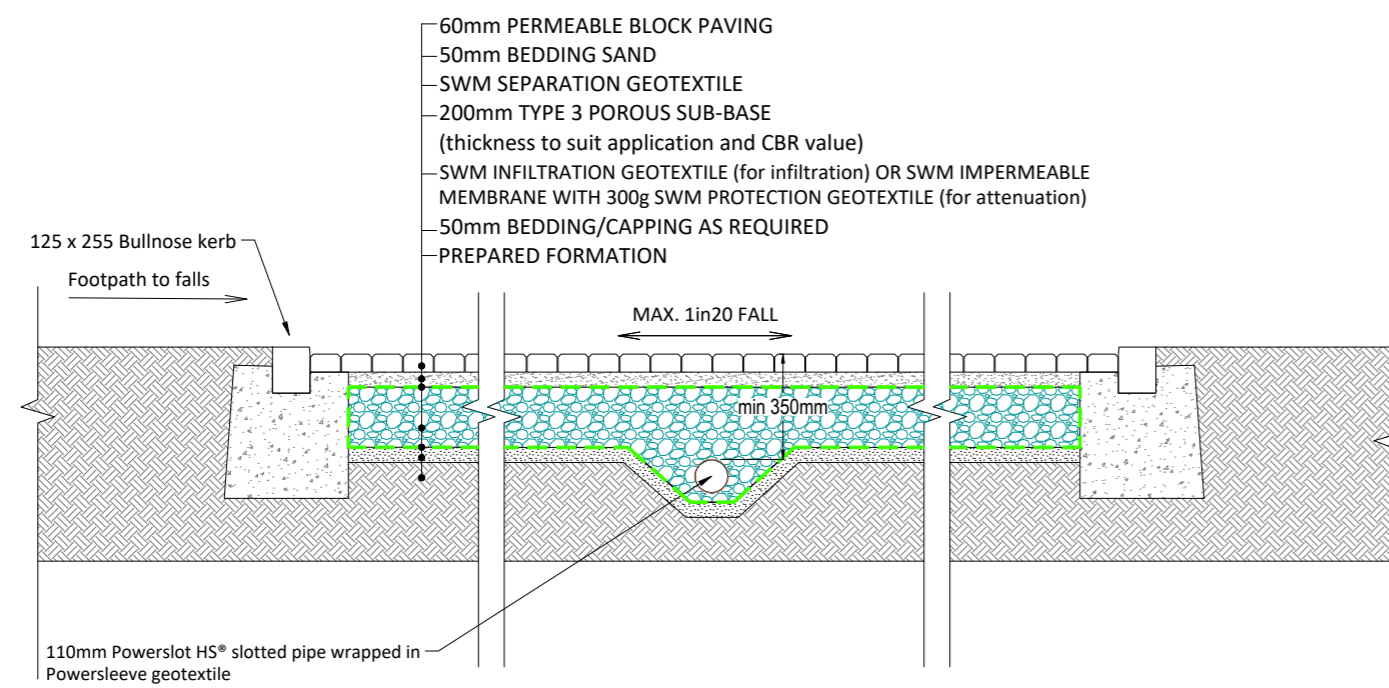 60mm PERMEABLE BLOCK PAVING
50mm BEDDING SAND
SWM SEPARATION GEOTEXTILE
200mm TYPE 3 POROUS SUB-BASE
(thickness to suit application and CBR value)
SWM INFILTRATION GEOTEXTILE (for infiltration) OR SWM IMPERMEABLE
MEMBRANE WITH 300g SWM PROTECTION GEOTEXTILE (for attenuation)
50mm BEDDING/CAPPING AS REQUIRED
PREPARED FORMATION
125 x 255 Bullnose kerb
Footpath to falls
MAX. 1in20 FALL
min 350mm
110mm Powerslot HS® slotted pipe wrapped in
Powersleeve geotextile